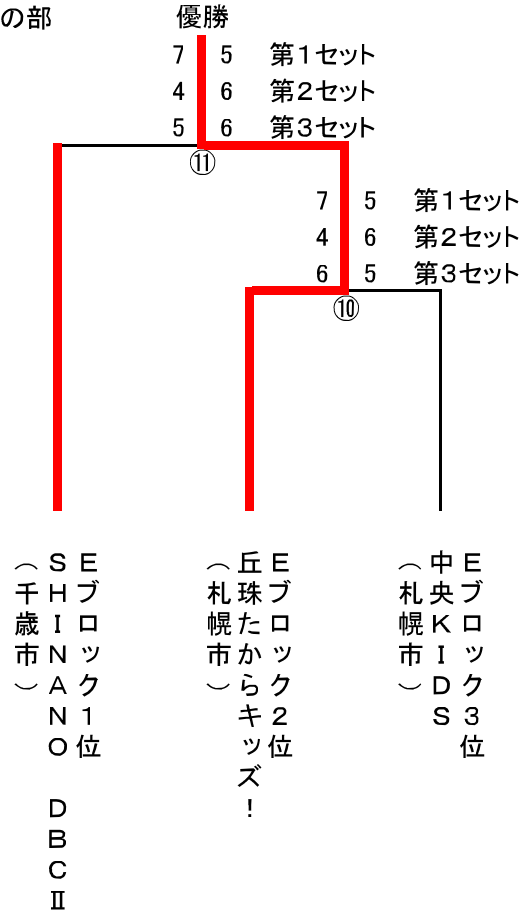 の部
優勝
7 5 第１セット
4 6 第２セット
5 6 第３セット
⑪
7 5 第１セット
4 6 第２セット
6 5 第３セット
⑩
Ｅブロック１位
ＳＨＩＮＡＮＯ　ＤＢＣⅡ
（千歳市）
Ｅブロック２位
丘珠たからキッズ！
（札幌市）
Ｅブロック３位
中央ＫＩＤＳ
（札幌市）